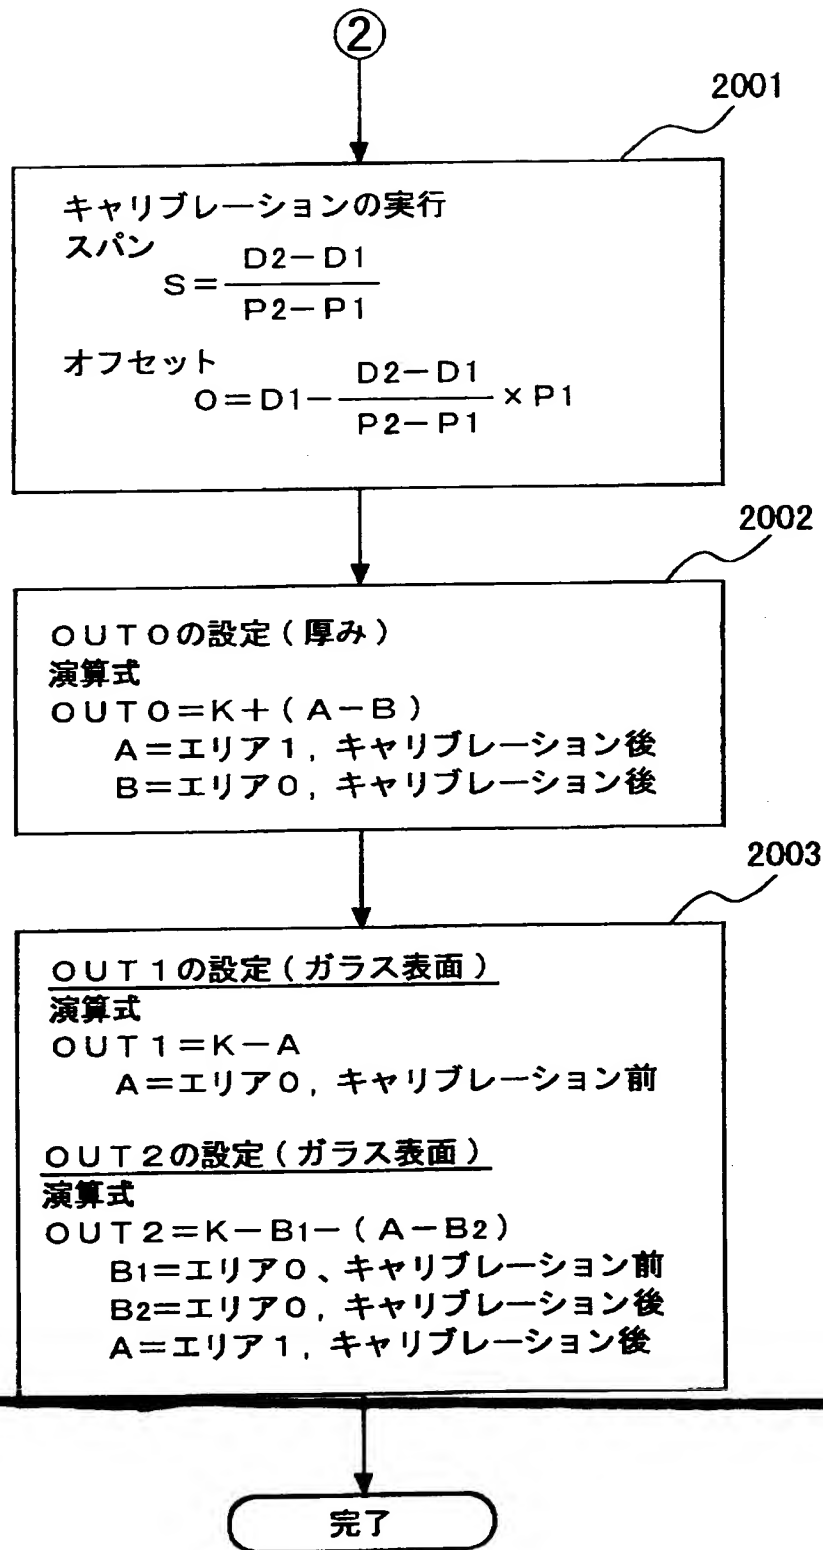 ②
2001
キャリブレーションの実行
スパン
S=(D2−D1)/(P2−P1)
オフセット
O=D1−(D2−D1)/(P2−P1)×P1
2002
OUT0の設定(厚み)
演算式
OUT0=K+(A−B)
A=エリア1,キャリブレーション後
B=エリア0,キャリブレーション後
2003
OUT1の設定(ガラス表面)
演算式
OUT1=K−A
A=エリア0,キャリブレーション前
OUT2の設定(ガラス表面)
演算式
OUT2=K−B1−(A−B2)
B1=エリア0、キャリブレーション前
B2=エリア0,キャリブレーション後
A=エリア1,キャリブレーション後
完了